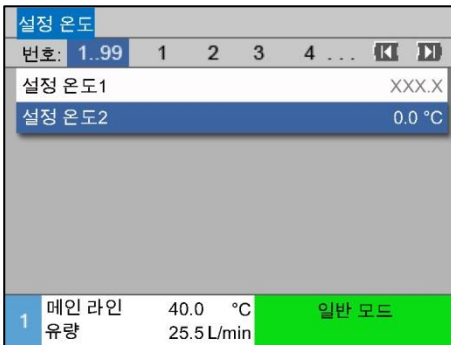 설정 온도
번호: 1..99 1 2 3 4 ...
설정 온도1 XXX.X
설정 온도2 0.0 °C
1 메인 라인 40.0 °C 일반 모드
유량 25.5 L/min